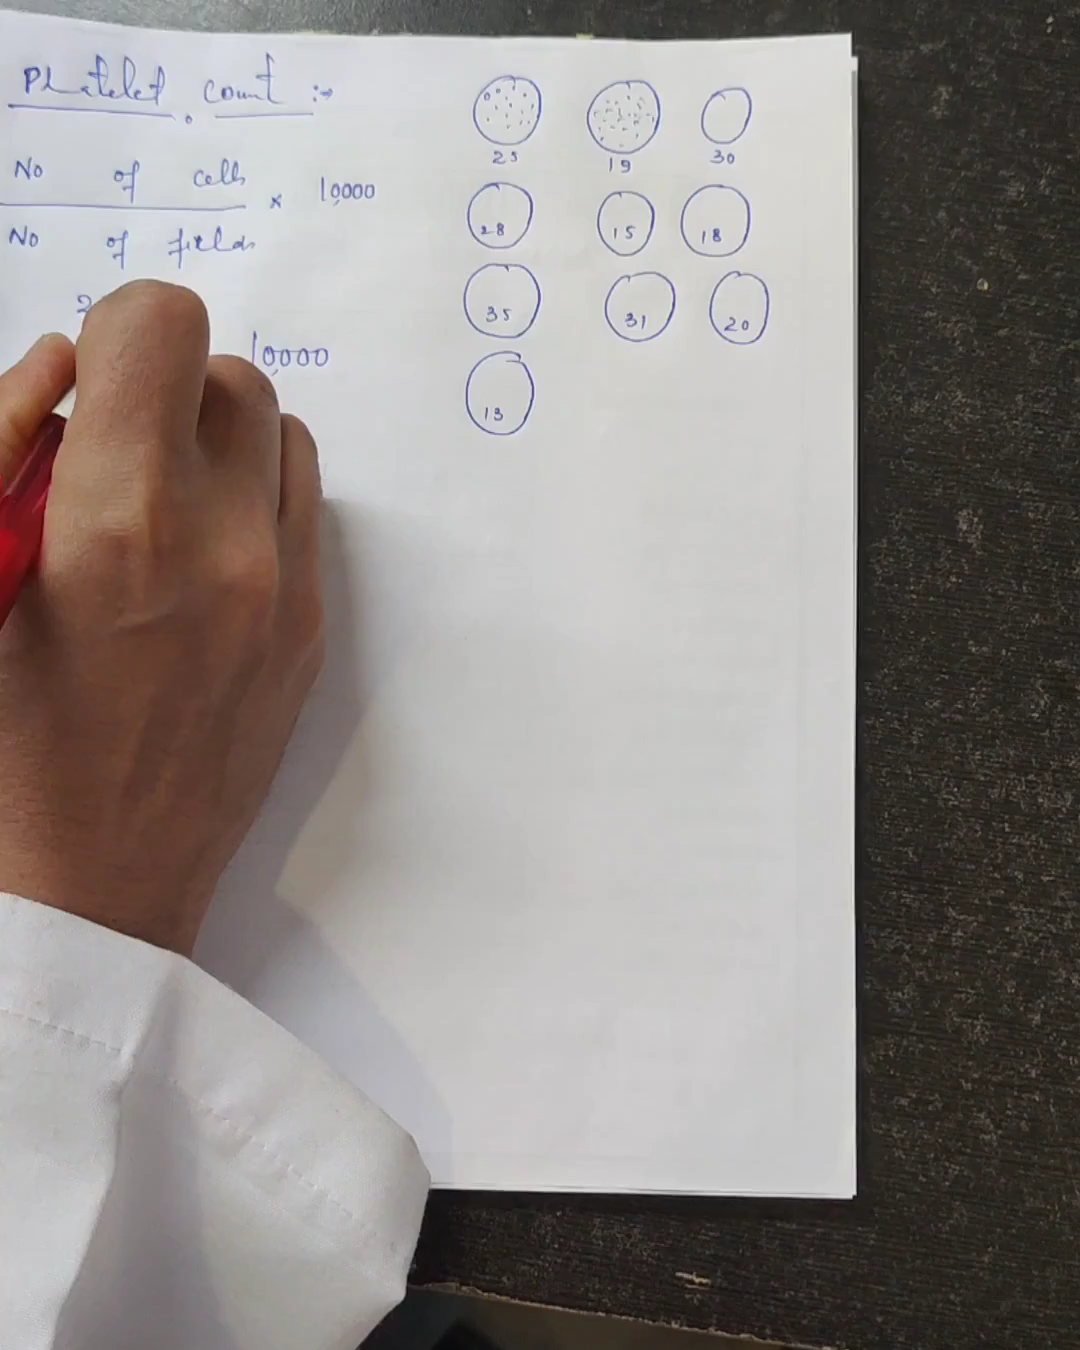 Platelet count :→
No of cells
× 10,000
No of fields
2
10,000
25 19 30
28 15 18
35 31 20
13